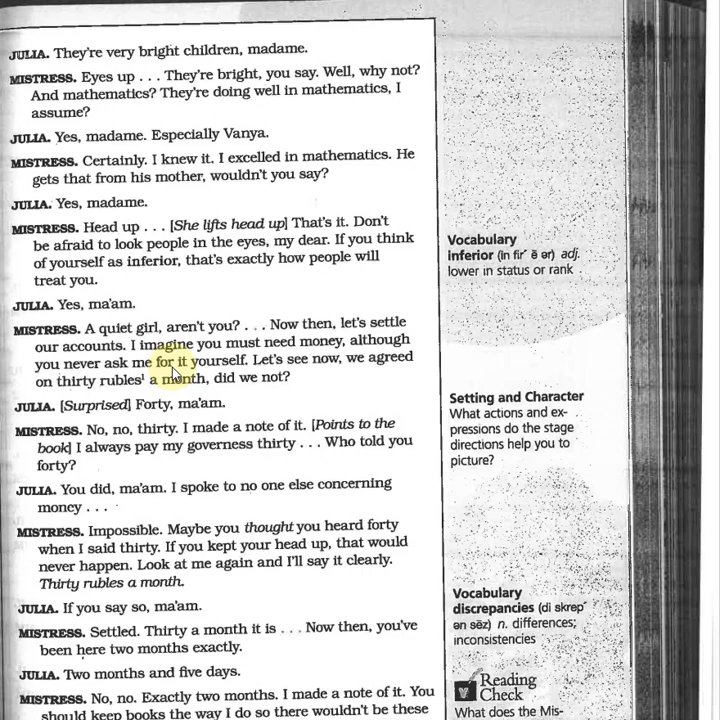 JULIA. They're very bright children, madame.
MISTRESS. Eyes up . . . They're bright, you say. Well, why not?
And mathematics? They're doing well in mathematics, I
assume?
JULIA. Yes, madame. Especially Vanya.
MISTRESS. Certainly. I knew it. I excelled in mathematics. He
gets that from his mother, wouldn't you say?
JULIA. Yes, madame.
MISTRESS. Head up . . . [She lifts head up] That's it. Don't
be afraid to look people in the eyes, my dear. If you think
of yourself as inferior, that's exactly how people will
treat you.
JULIA. Yes, ma'am.
MISTRESS. A quiet girl, aren't you? . . . Now then, let's settle
our accounts. I imagine you must need money, although
you never ask me for it yourself. Let's see now, we agreed
on thirty rubles¹ a month, did we not?
JULIA. [Surprised] Forty, ma'am.
MISTRESS. No, no, thirty. I made a note of it. [Points to the
book] I always pay my governess thirty . . . Who told you
forty?
JULIA. You did, ma'am. I spoke to no one else concerning
money . . .
MISTRESS. Impossible. Maybe you thought you heard forty
when I said thirty. If you kept your head up, that would
never happen. Look at me again and I'll say it clearly.
Thirty rubles a month.
JULIA. If you say so, ma'am.
MISTRESS. Settled. Thirty a month it is . . . Now then, you've
been here two months exactly.
JULIA. Two months and five days.
MISTRESS. No, no. Exactly two months. I made a note of it. You
should keep books the way I do so there wouldn't be these
Vocabulary
inferior (in fir´ ē ər) adj.
lower in status or rank
Setting and Character
What actions and ex-
pressions do the stage
directions help you to
picture?
Vocabulary
discrepancies (di skrep´
ən sēz) n. differences;
inconsistencies
Reading
Check
What does the Mis-